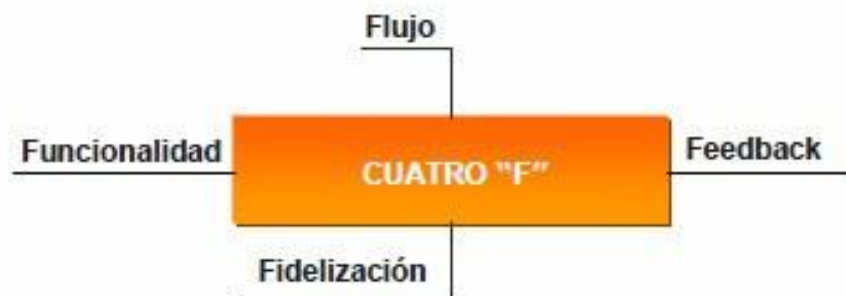 Flujo
Funcionalidad
CUATRO "F"
Feedback
Fidelización